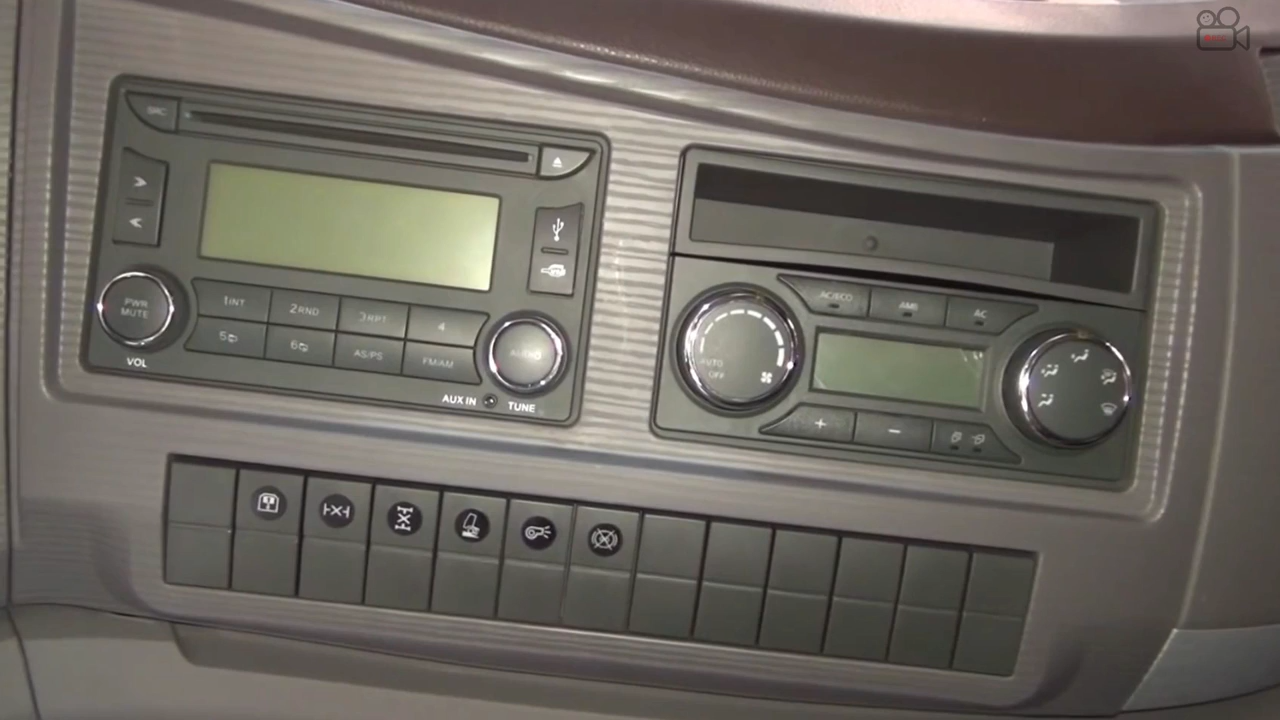 SRC
PWR
MUTE
VOL
1INT
2RND
3RPT
4
5
6
AS/PS
FM/AM
AUDIO
AUX IN
TUNE
AC/ECO
AMB
AC
AUTO
OFF
+
−